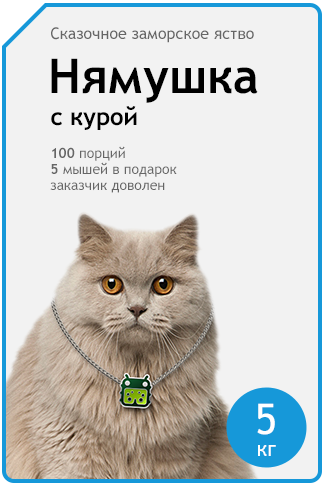 Сказочное заморское яство
Нямушка
с курой
100 порций
5 мышей в подарок
заказчик доволен
5
кг